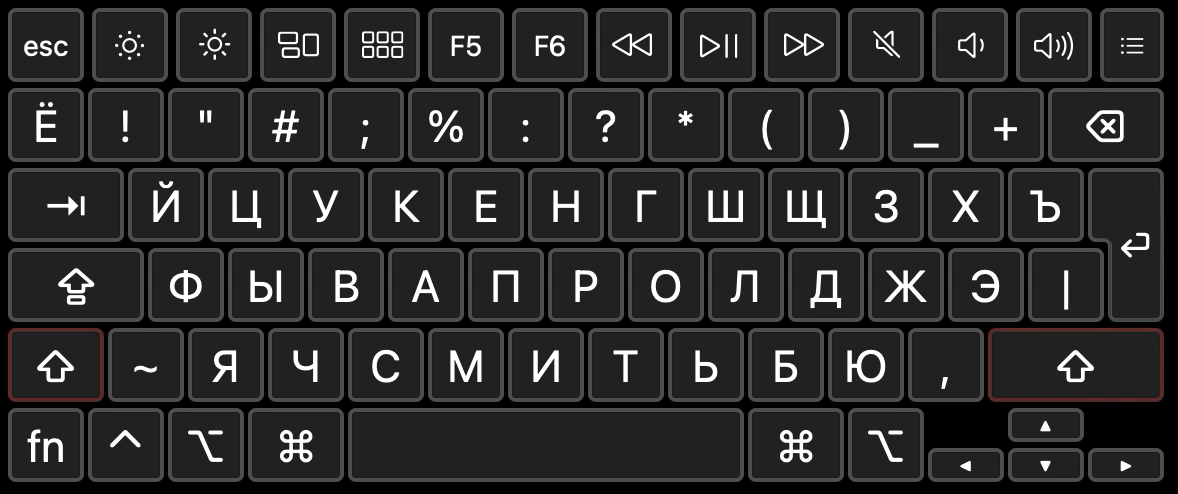 esc F5 F6
Ё ! " # ; % : ? * ( ) _ +
Й Ц У К Е Н Г Ш Щ З Х Ъ
Ф Ы В А П Р О Л Д Ж Э |
~ Я Ч С М И Т Ь Б Ю ,
fn ⌃ ⌥ ⌘ ⌘ ⌥